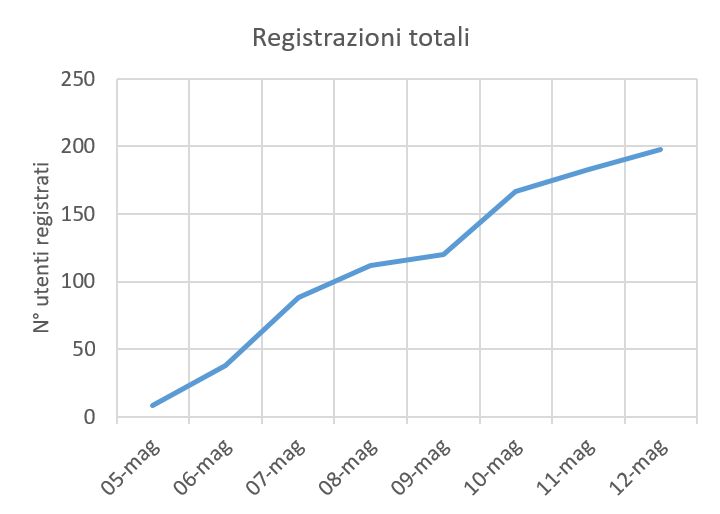 Registrazioni totali
N° utenti registrati
250
200
150
100
50
0
05-mag
06-mag
07-mag
08-mag
09-mag
10-mag
11-mag
12-mag